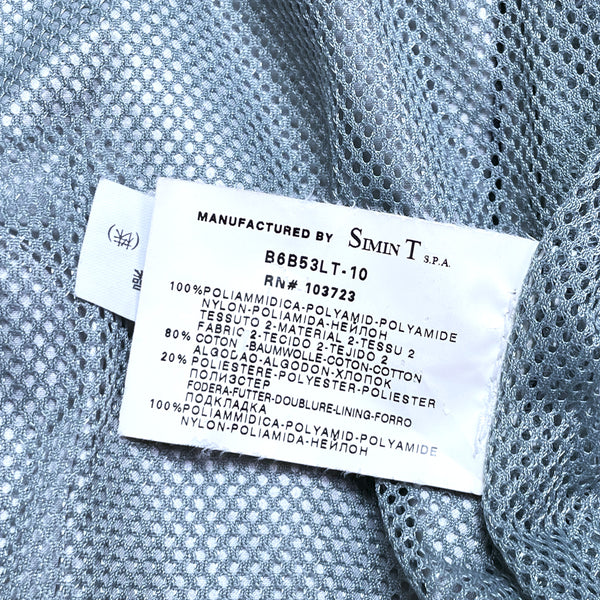 MANUFACTURED BY SIMIN T S.P.A.
B6B53LT-10
RN# 103723
100%POLIAMMIDICA-POLYAMID-POLYAMIDE
NYLON-POLIAMIDA-НЕЙЛОН
TESSUTO 2-MATERIAL 2-TESSU 2
FABRIC 2-TECIDO 2-TEJIDO 2
80% COTON -BAUMWOLLE-COTON-COTTON
ALGODAO-ALGODON-ХЛОПОК
20% POLIESTERE-POLYESTER-POLIESTER
ПОЛИЭСТЕР
FODERA-FUTTER-DOUBLURE-LINING-FORRO
ПОДКЛАДКА
100%POLIAMMIDICA-POLYAMID-POLYAMIDE
NYLON-POLIAMIDA-НЕЙЛОН